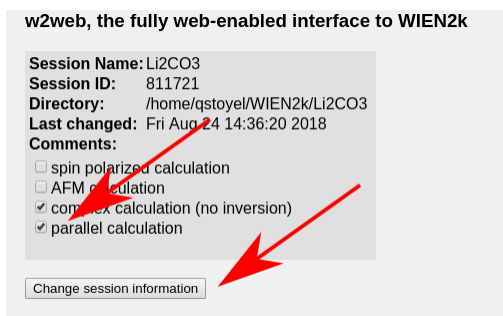 w2web, the fully web-enabled interface to WIEN2k
Session Name: Li2CO3
Session ID: 811721
Directory: /home/qstoyel/WIEN2k/Li2CO3
Last changed: Fri Aug 24 14:36:20 2018
Comments:
spin polarized calculation
AFM calculation
complex calculation (no inversion)
parallel calculation
Change session information